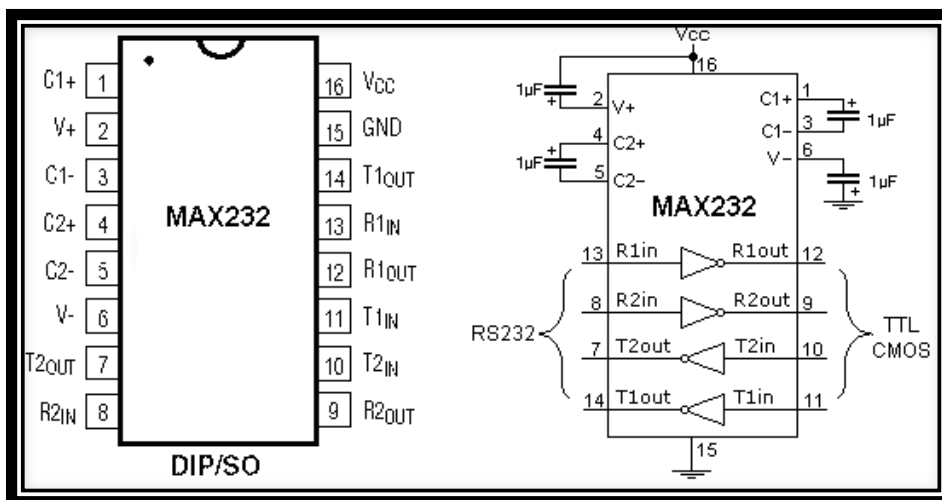 C1+ 1
V+ 2
C1- 3
C2+ 4
C2- 5
V- 6
T2OUT 7
R2IN 8
MAX232
16 VCC
15 GND
14 T1OUT
13 R1IN
12 R1OUT
11 T1IN
10 T2IN
9 R2OUT
DIP/SO
Vcc
16
1µF +
2 V+
4 C2+
1µF +
5 C2−
C1+ 1
+ 1µF
C1− 3
V− 6
1µF +
MAX232
13 R1in R1out 12
8 R2in R2out 9
RS232
7 T2out T2in 10
TTL
CMOS
14 T1out T1in 11
15